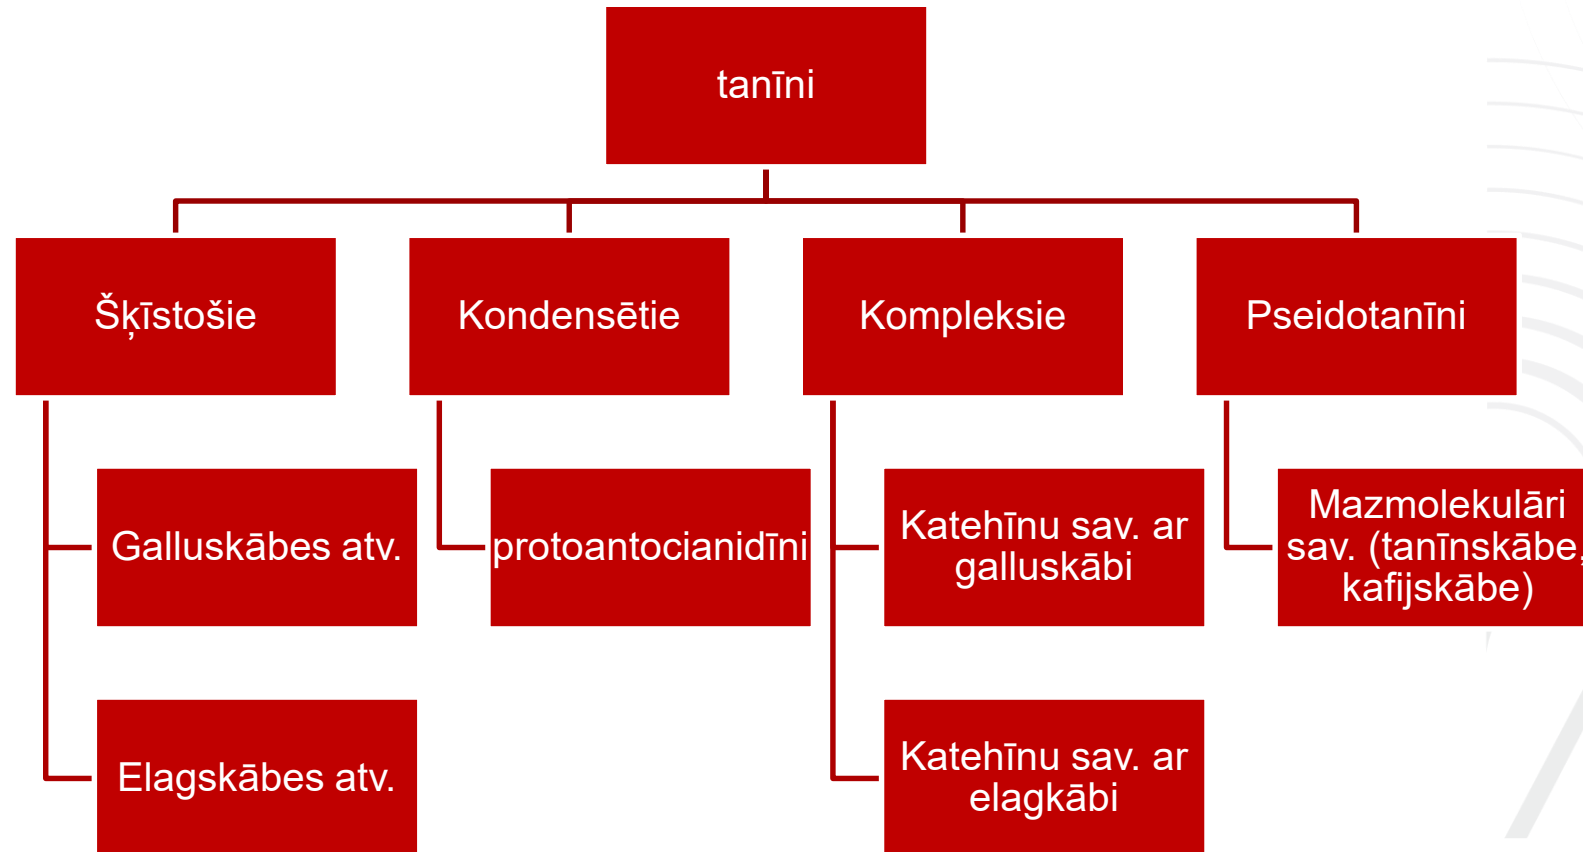 tanīni
Šķīstošie
Kondensētie
Kompleksie
Pseidotanīni
Galluskābes atv.
protoantocianidīni
Katehīnu sav. ar
galluskābi
Mazmolekulāri
sav. (tanīnskābe,
kafijskābe)
Elagskābes atv.
Katehīnu sav. ar
elagkābi